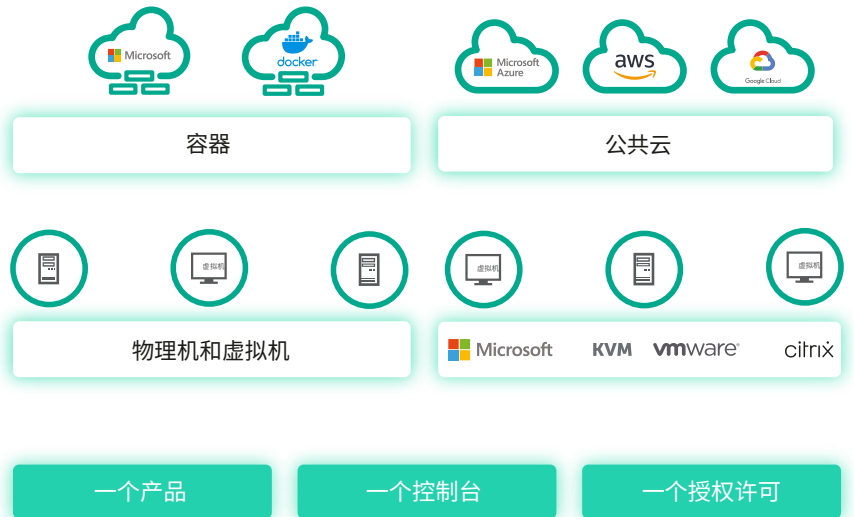 Microsoft
docker
Microsoft
Azure
aws
Google Cloud
容器
公共云
虚拟机
虚拟机
虚拟机
物理机和虚拟机
Microsoft
KVM
vmware®
citrix
一个产品
一个控制台
一个授权许可